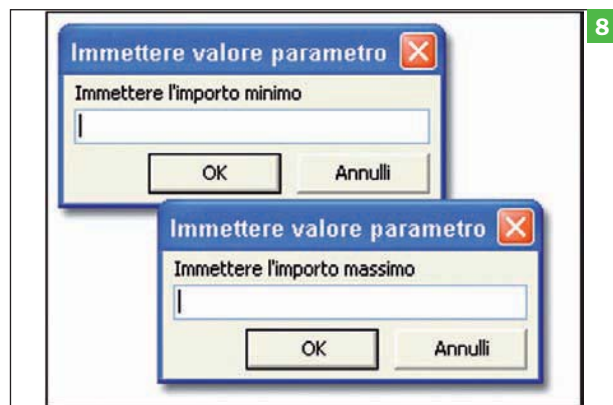 8
Immettere valore parametro
Immettere l'importo minimo
OK Annulli
Immettere valore parametro
Immettere l'importo massimo
OK Annulli